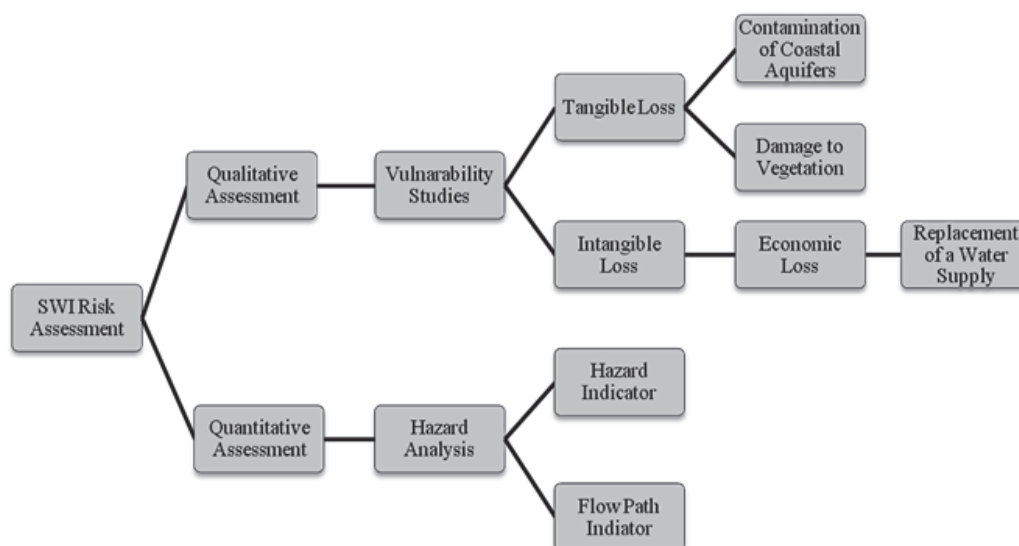 Contamination
of Coastal
Aquifers
Tangible Loss
Damage to
Vegetation
Qualitative
Assessment
Vulnarability
Studies
Intangible
Loss
Economic
Loss
Replacement
of a Water
Supply
SWI Risk
Assessment
Hazard
Indicator
Quantitative
Assessment
Hazard
Analysis
Flow Path
Indiator